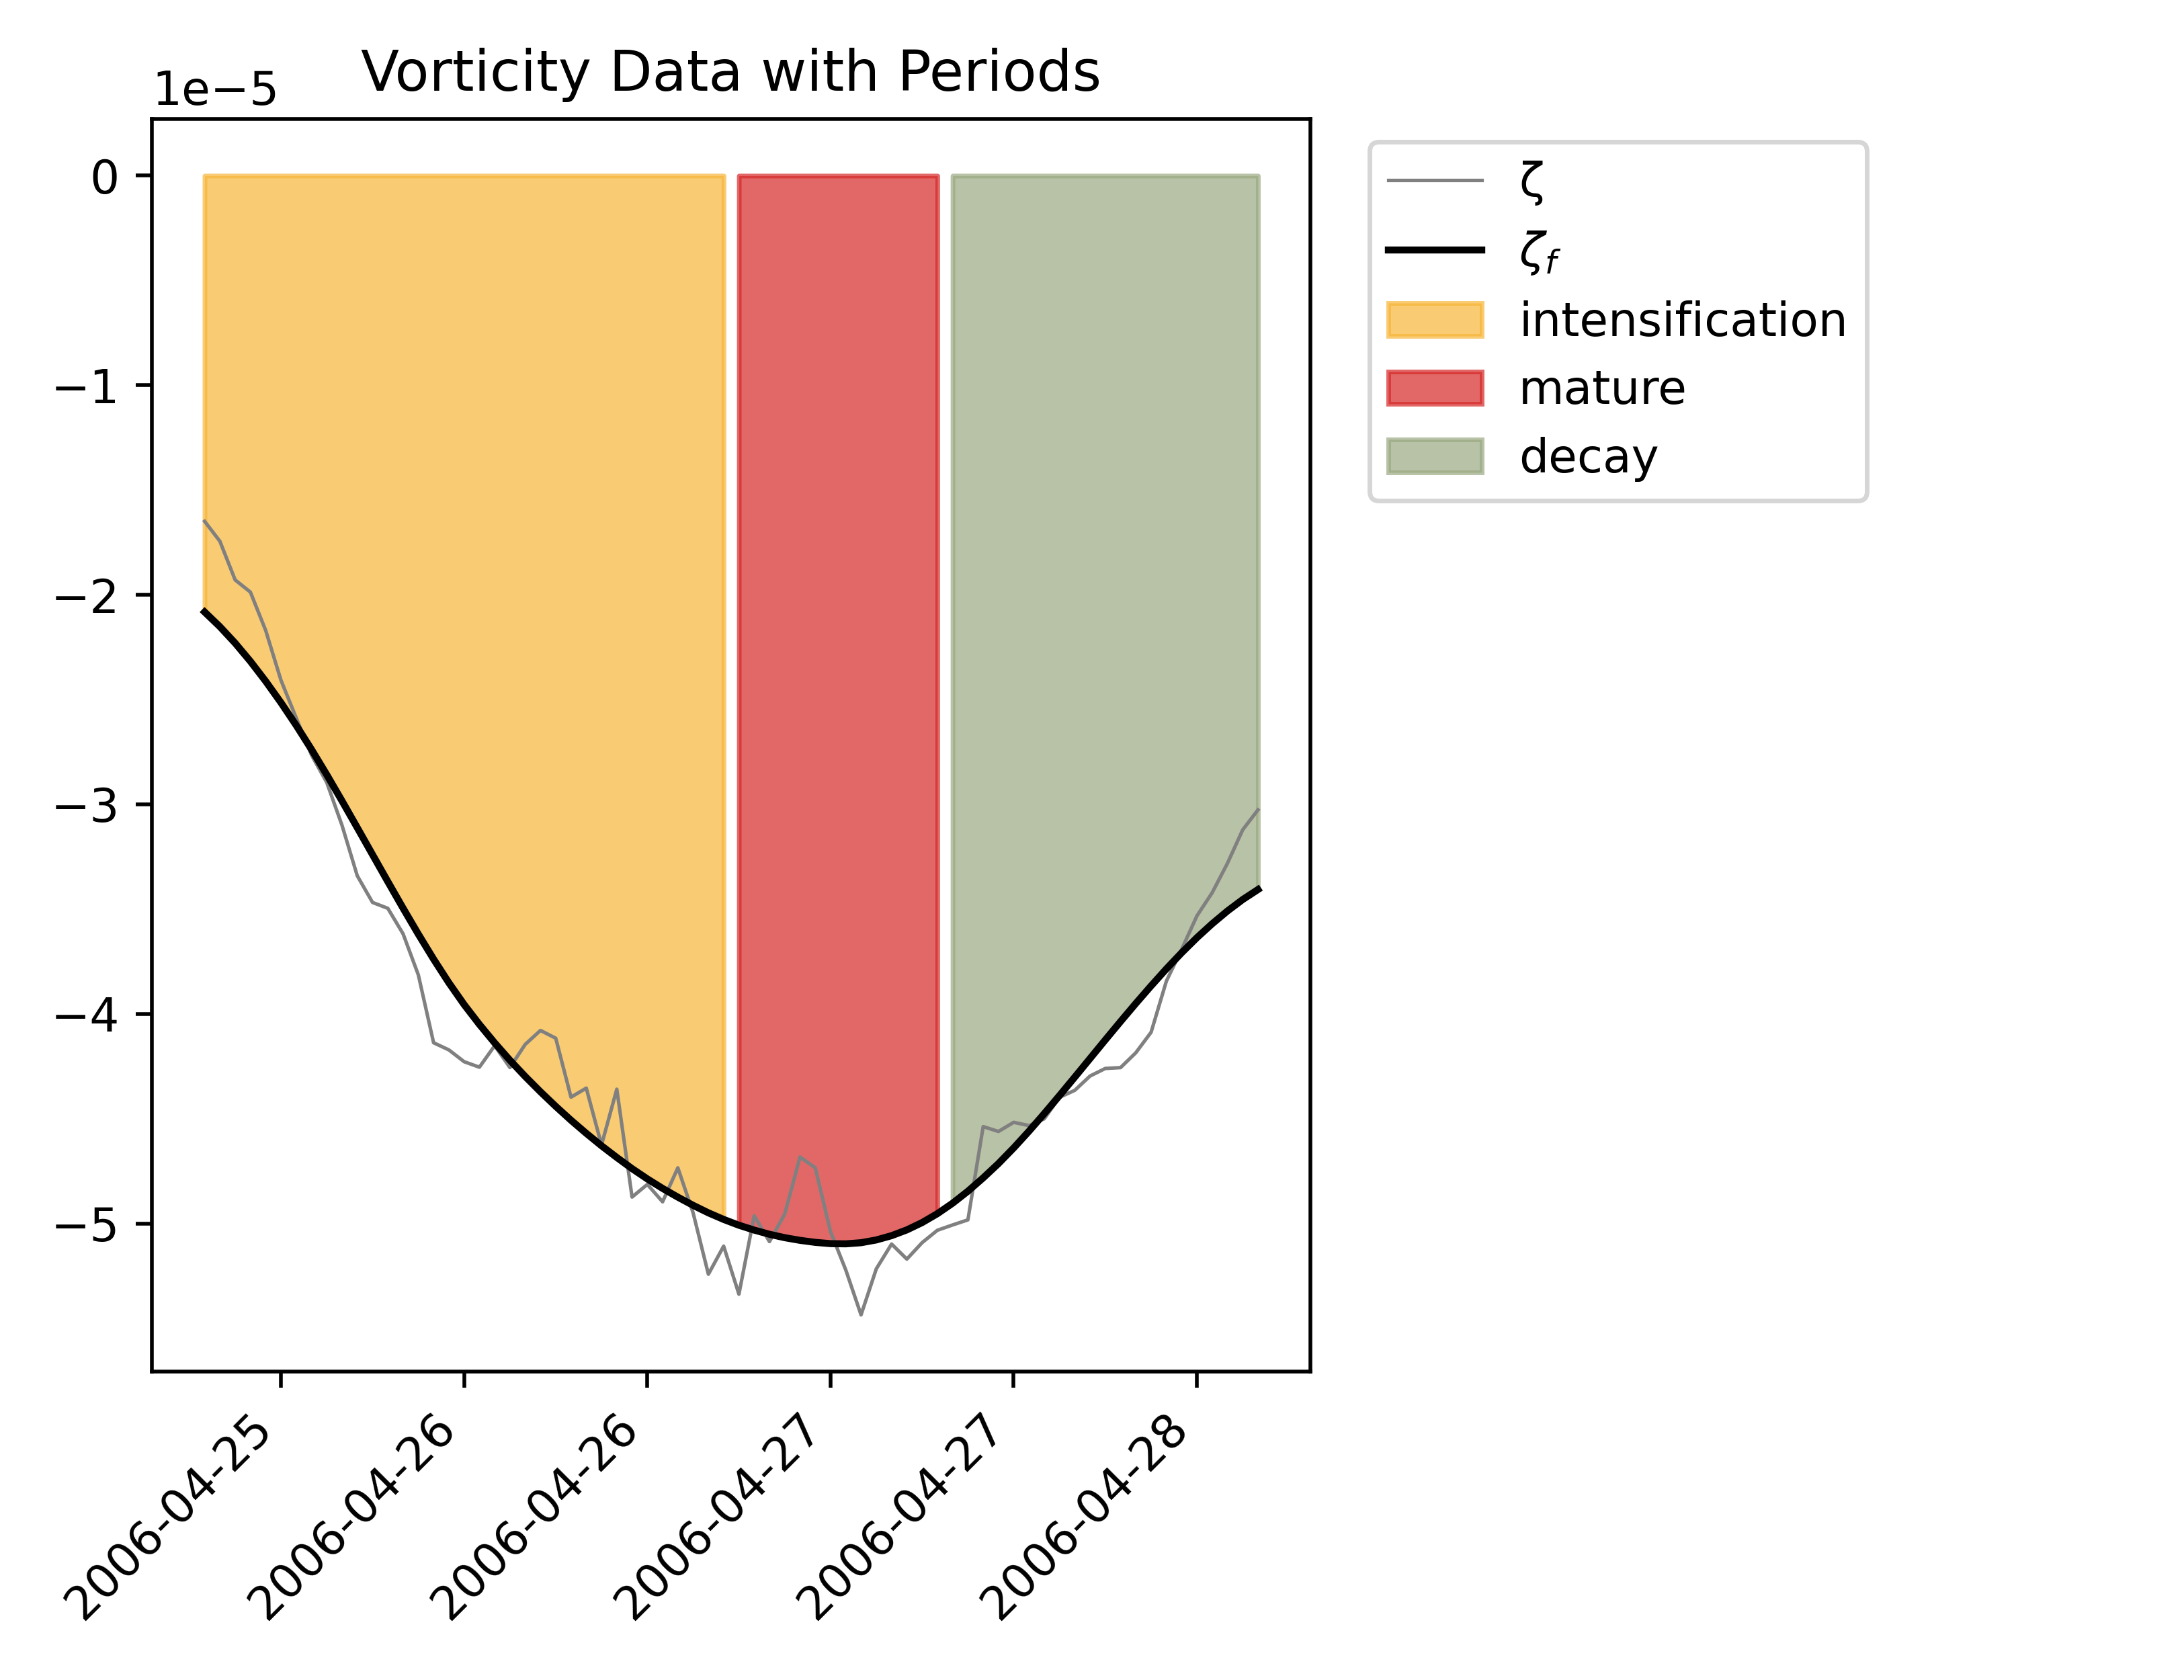 Vorticity Data with Periods
1e−5
0
−1
−2
−3
−4
−5
2006-04-25
2006-04-26
2006-04-26
2006-04-27
2006-04-27
2006-04-28
ζ
ζf
intensification
mature
decay